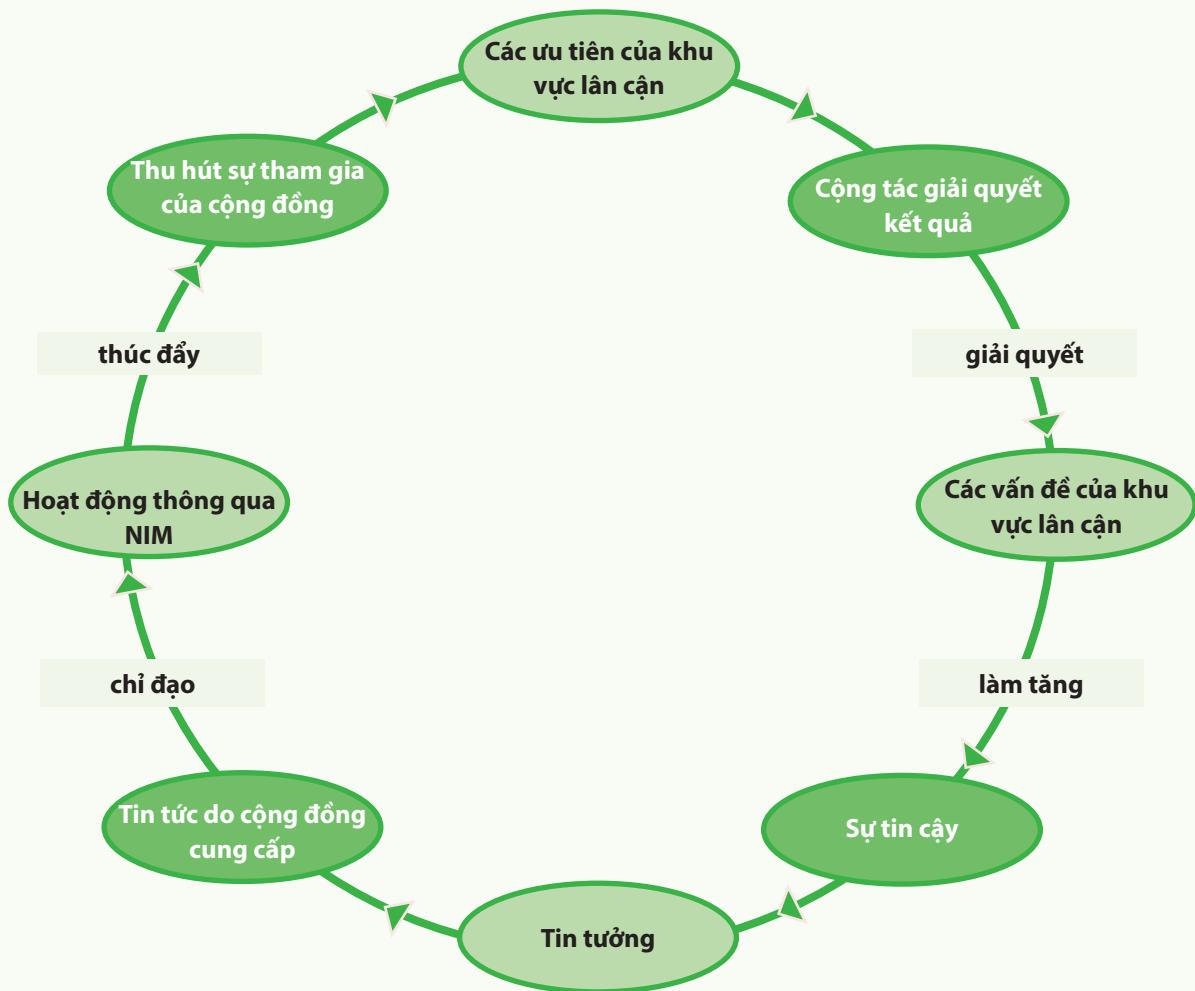 Các ưu tiên của khu
vực lân cận
Thu hút sự tham gia
của cộng đồng
Cộng tác giải quyết
kết quả
thúc đẩy
giải quyết
Hoạt động thông qua
NIM
Các vấn đề của khu
vực lân cận
chỉ đạo
làm tăng
Tin tức do cộng đồng
cung cấp
Sự tin cậy
Tin tưởng